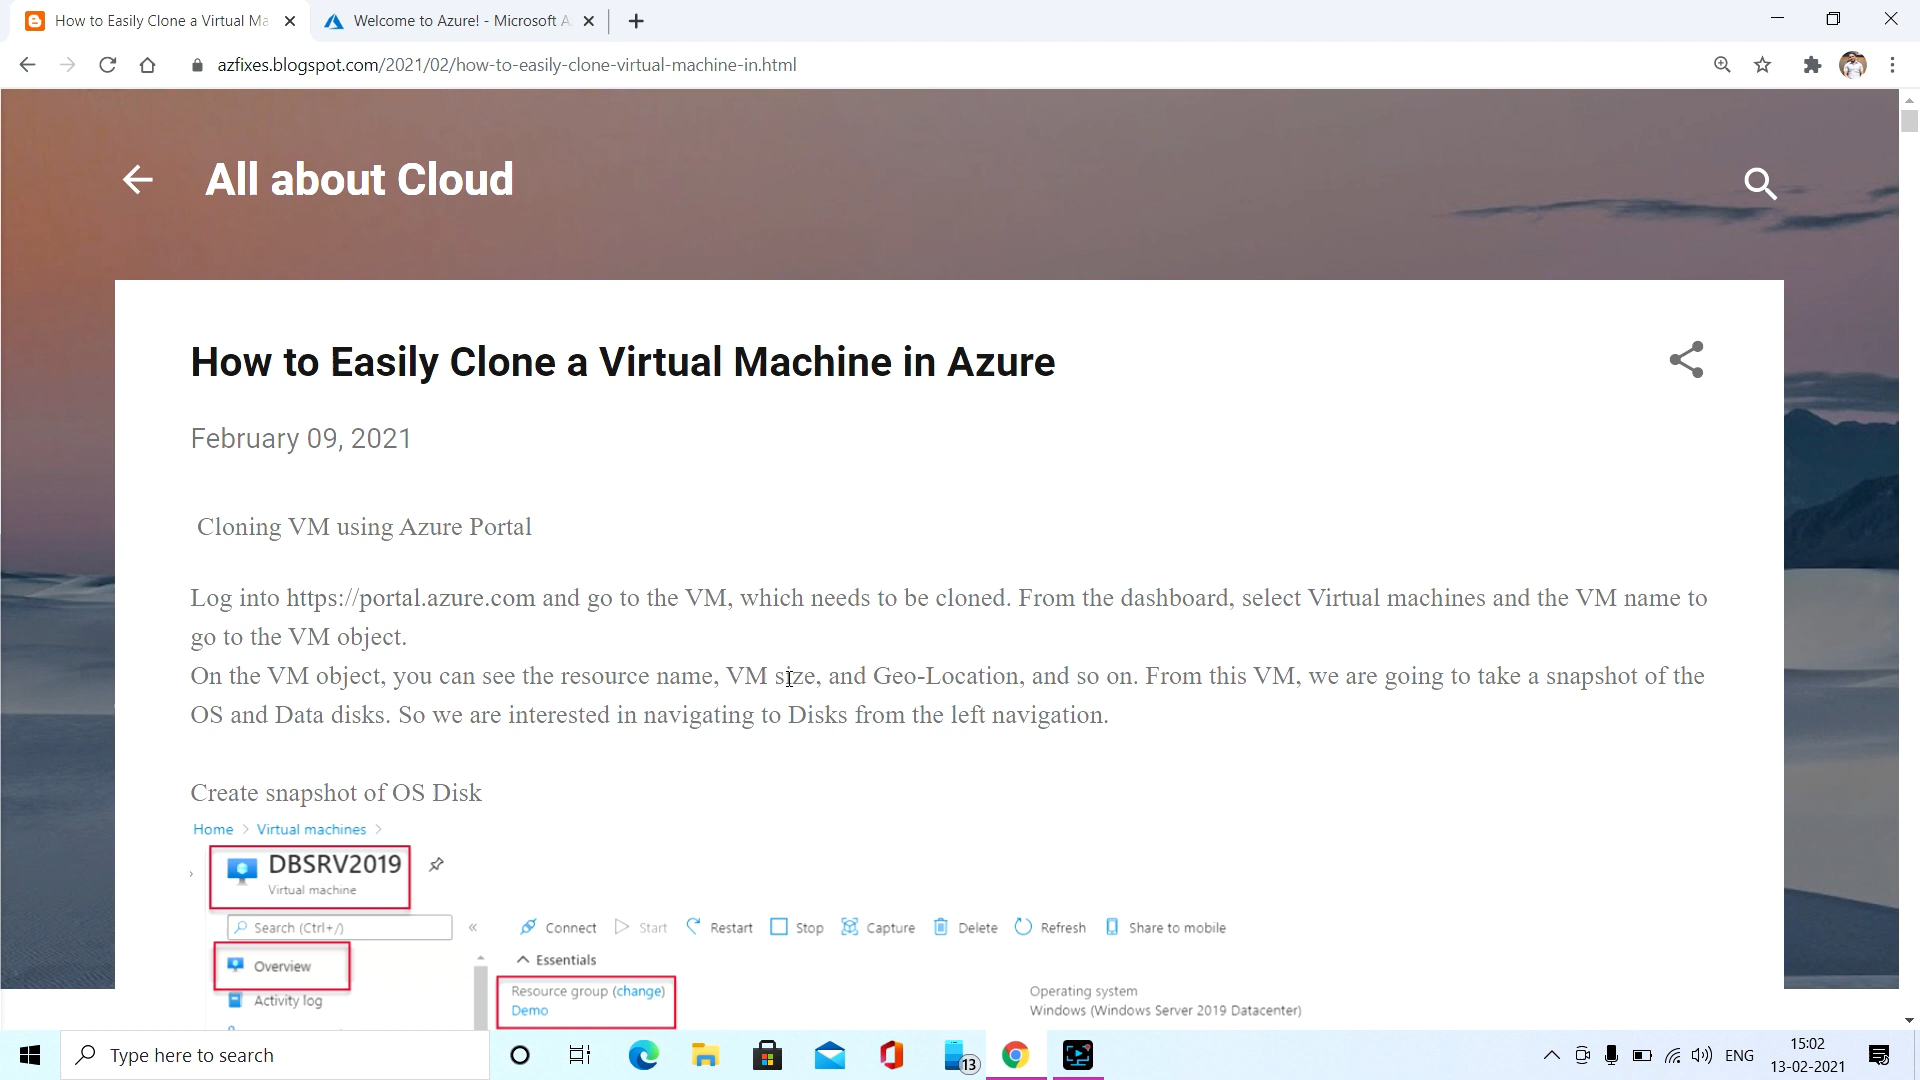 How to Easily Clone a Virtual Ma
Welcome to Azure! - Microsoft A
azfixes.blogspot.com/2021/02/how-to-easily-clone-virtual-machine-in.html
All about Cloud
How to Easily Clone a Virtual Machine in Azure
February 09, 2021
Cloning VM using Azure Portal
Log into https://portal.azure.com and go to the VM, which needs to be cloned. From the dashboard, select Virtual machines and the VM name to
go to the VM object.
On the VM object, you can see the resource name, VM size, and Geo-Location, and so on. From this VM, we are going to take a snapshot of the
OS and Data disks. So we are interested in navigating to Disks from the left navigation.
Create snapshot of OS Disk
Home > Virtual machines >
DBSRV2019
Virtual machine
Search (Ctrl+/)
«
Connect Start Restart Stop Capture Delete Refresh Share to mobile
Overview
Essentials
Activity log
Resource group (change)
Demo
Operating system
Windows (Windows Server 2019 Datacenter)
Type here to search
13
ENG
15:02
13-02-2021